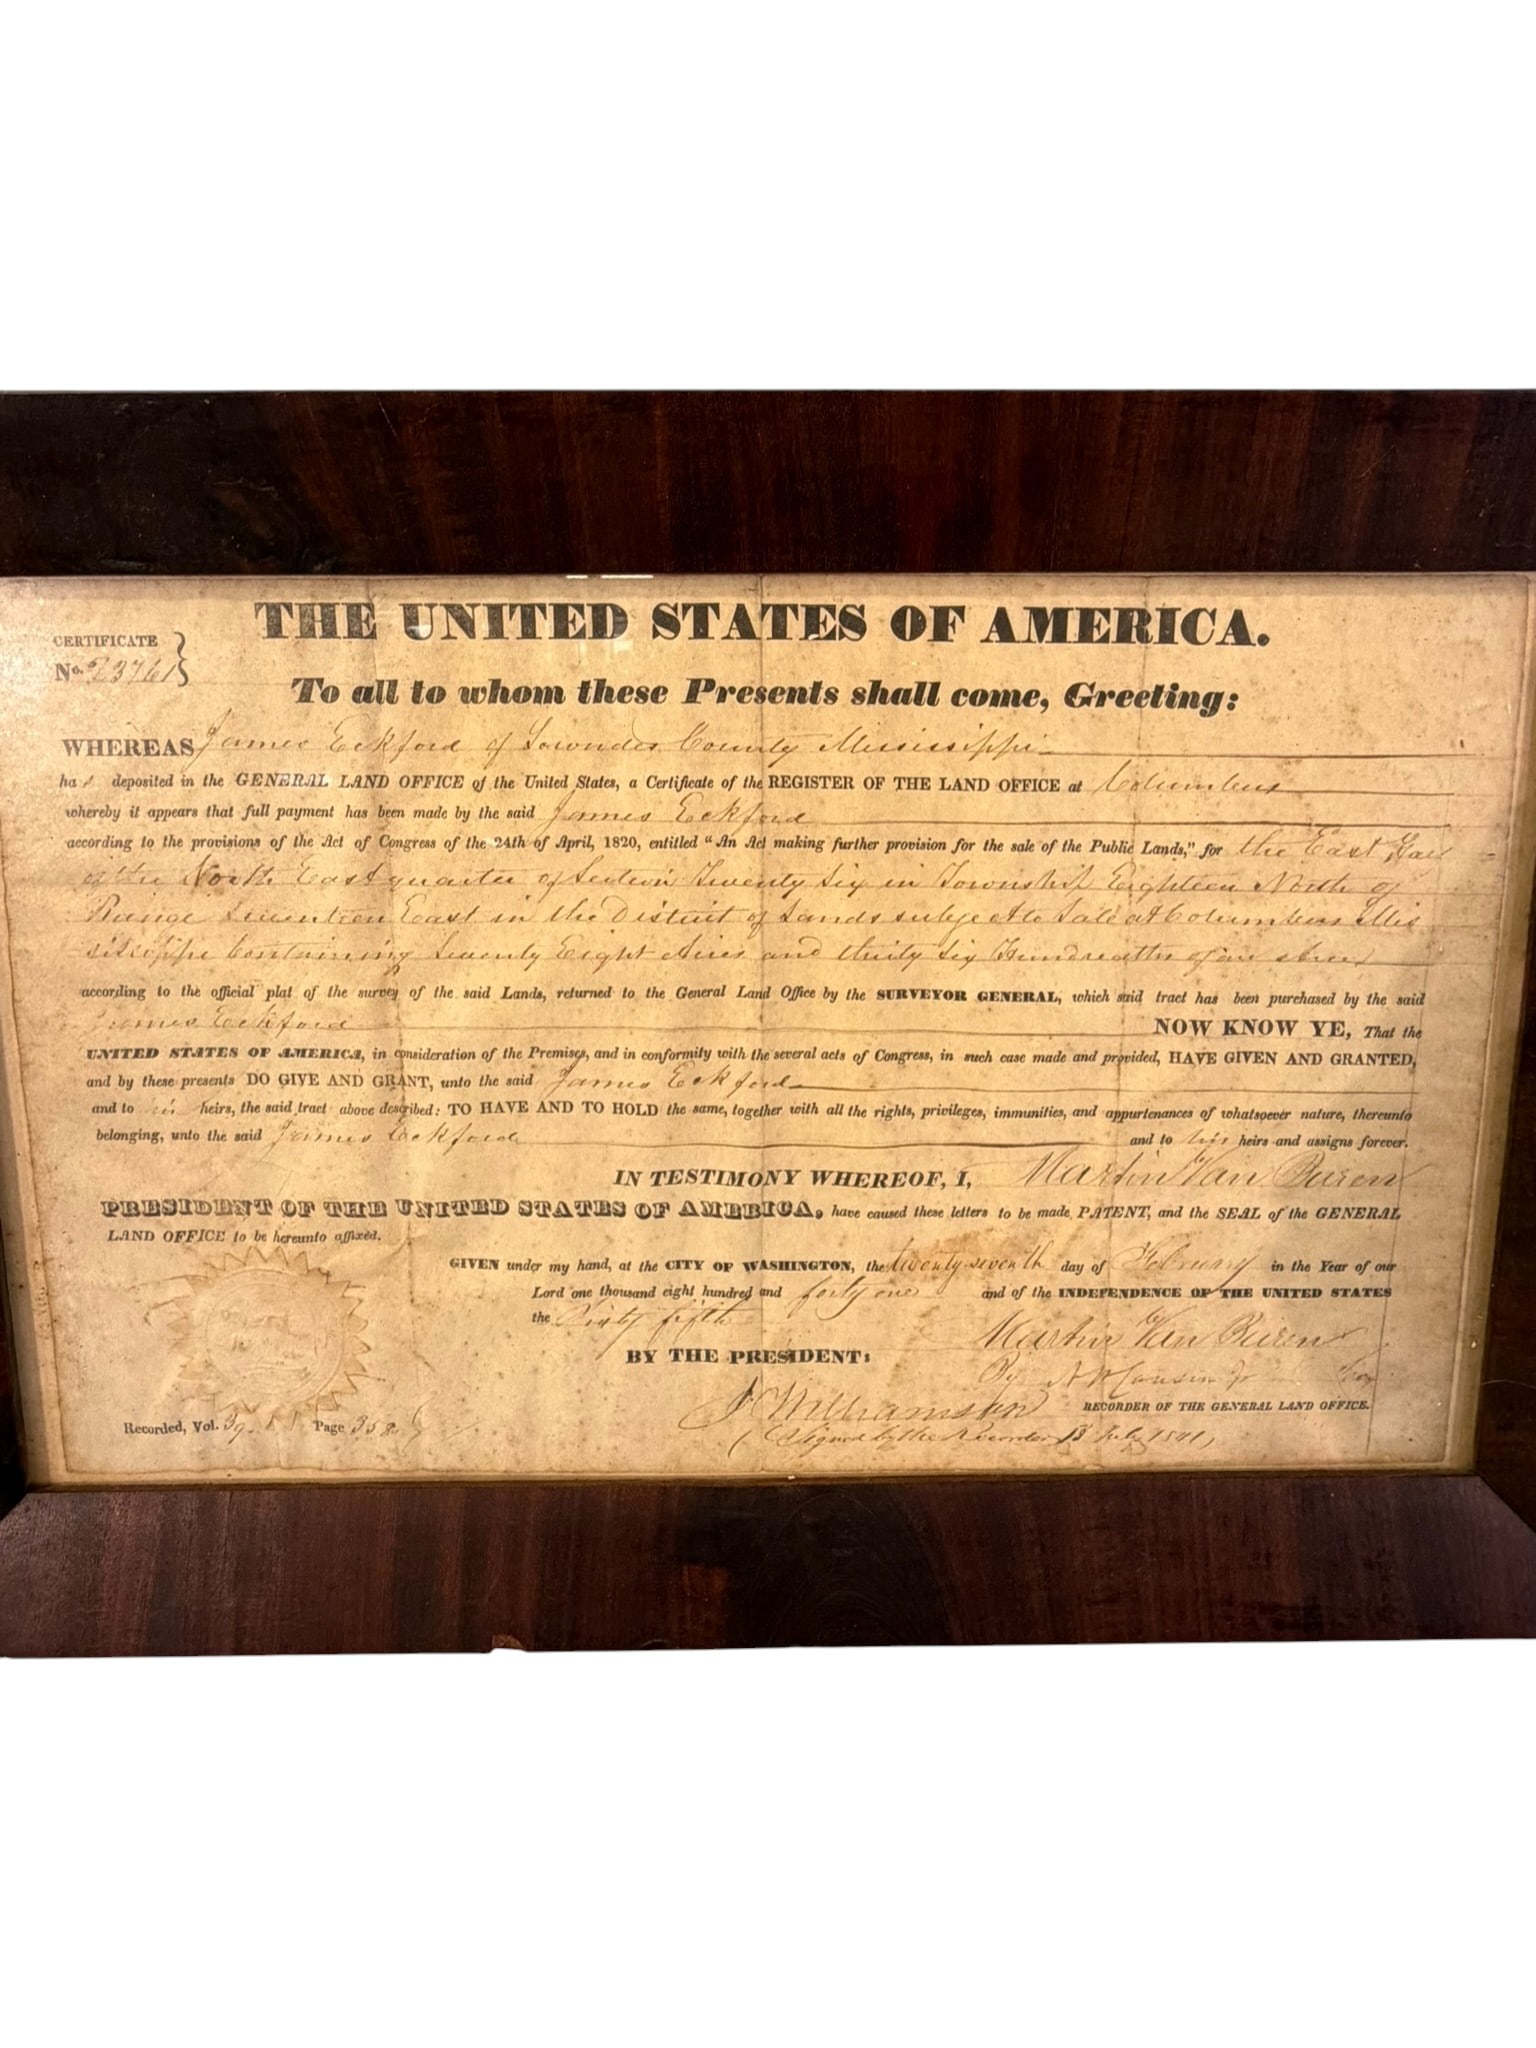 THE UNITED STATES OF AMERICA.
CERTIFICATE
No. 23761
To all to whom these Presents shall come, Greeting:
WHEREAS James Eckford of Lowndes County Mississippi
has deposited in the GENERAL LAND OFFICE of the United States, a Certificate of the REGISTER OF THE LAND OFFICE at Columbus
whereby it appears that full payment has been made by the said James Eckford
according to the provisions of the Act of Congress of the 24th of April, 1820, entitled "An Act making further provision for the sale of the Public Lands," for the East Half
of the North East quarter of Section Twenty Six in Township Eighteen North of
Range Seventeen East in the District of Lands subject to Sale at Columbus Mis
sissippi Containing Seventy Eight Acres and thirty Six Hundredths of an Acre
according to the official plat of the survey of the said Lands, returned to the General Land Office by the SURVEYOR GENERAL, which said tract has been purchased by the said
James Eckford NOW KNOW YE, That the
UNITED STATES OF AMERICA, in consideration of the Premises, and in conformity with the several acts of Congress, in such case made and provided, HAVE GIVEN AND GRANTED,
and by these presents DO GIVE AND GRANT, unto the said James Eckford
and to his heirs, the said tract above described: TO HAVE AND TO HOLD the same, together with all the rights, privileges, immunities, and appurtenances of whatsoever nature, thereunto
belonging, unto the said James Eckford and to his heirs and assigns forever.
IN TESTIMONY WHEREOF, I, Martin Van Buren
PRESIDENT OF THE UNITED STATES OF AMERICA, have caused these letters to be made PATENT, and the SEAL of the GENERAL
LAND OFFICE to be hereunto affixed.
GIVEN under my hand, at the CITY OF WASHINGTON, the twenty seventh day of February in the Year of our
Lord one thousand eight hundred and forty one and of the INDEPENDENCE OF THE UNITED STATES
the Sixty fifth
BY THE PRESIDENT: Martin Van Buren
By Secy
J Williamson RECORDER OF THE GENERAL LAND OFFICE.
(Signed by the Recorder 13 July 1841)
Recorded, Vol. 39 Page 358